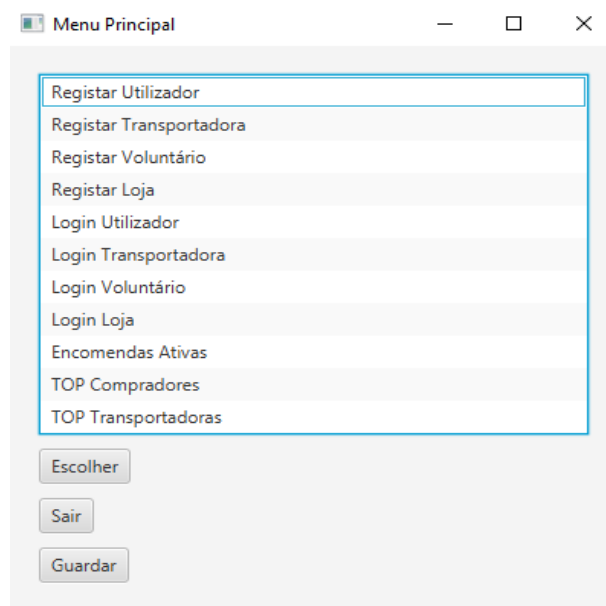 Menu Principal
Registar Utilizador
Registar Transportadora
Registar Voluntário
Registar Loja
Login Utilizador
Login Transportadora
Login Voluntário
Login Loja
Encomendas Ativas
TOP Compradores
TOP Transportadoras
Escolher
Sair
Guardar